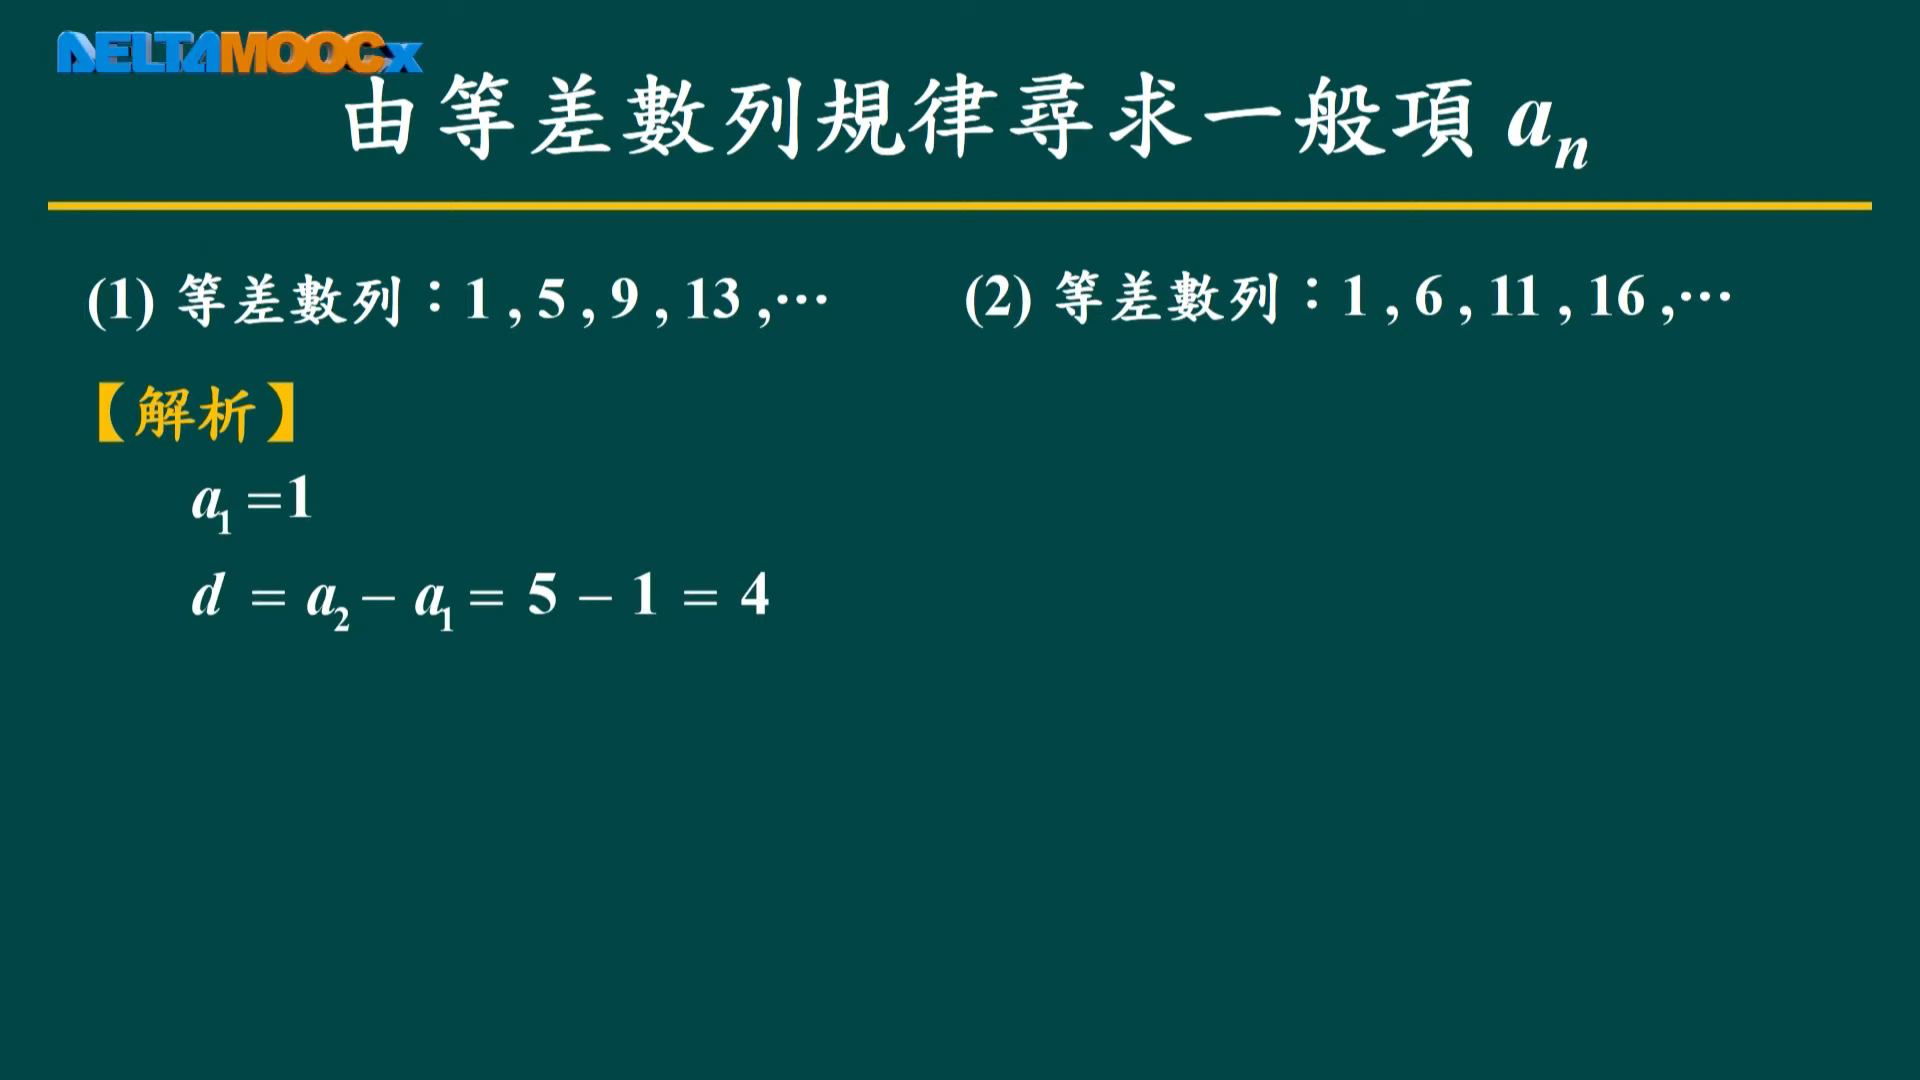 DELTAMOOCx
由等差數列規律尋求一般項 aₙ
(1) 等差數列：1 , 5 , 9 , 13 ,⋯
(2) 等差數列：1 , 6 , 11 , 16 ,⋯
【解析】
a₁ =1
d = a₂ − a₁ = 5 − 1 = 4